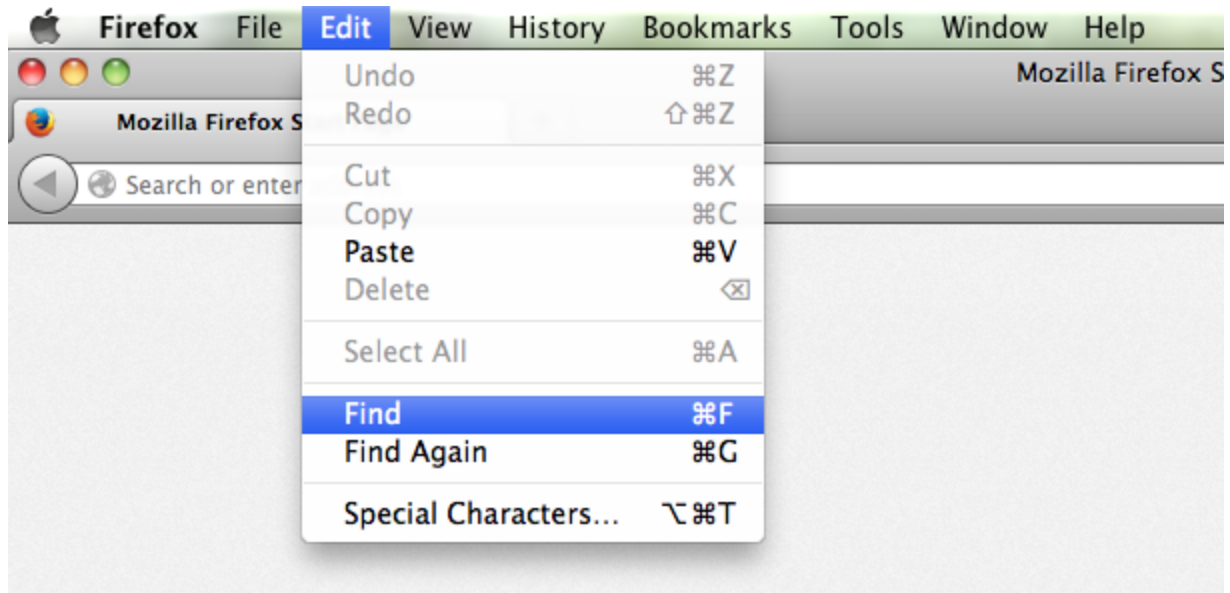 Firefox File Edit View History Bookmarks Tools Window Help
Mozilla Firefox S
Mozilla Firefox S
Search or enter
Undo ⌘Z
Redo ⇧⌘Z
Cut ⌘X
Copy ⌘C
Paste ⌘V
Delete ⌫
Select All ⌘A
Find ⌘F
Find Again ⌘G
Special Characters... ⌥⌘T